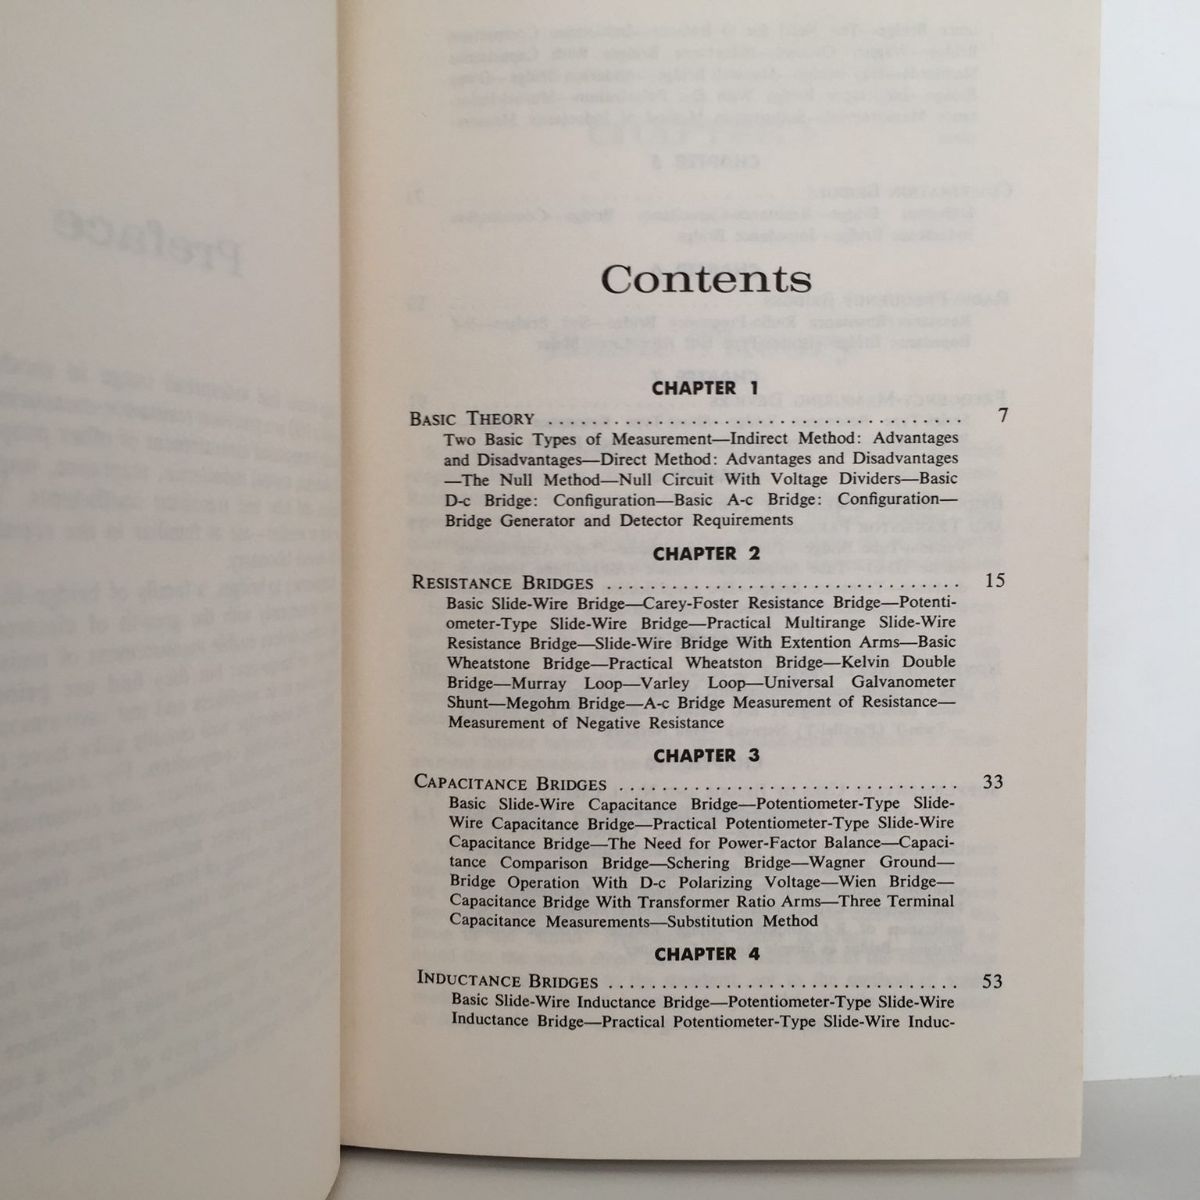 Contents
CHAPTER 1
BASIC THEORY ................................... 7
Two Basic Types of Measurement—Indirect Method: Advantages
and Disadvantages—Direct Method: Advantages and Disadvantages
—The Null Method—Null Circuit With Voltage Dividers—Basic
D-c Bridge: Configuration—Basic A-c Bridge: Configuration—
Bridge Generator and Detector Requirements
CHAPTER 2
RESISTANCE BRIDGES .............................. 15
Basic Slide-Wire Bridge—Carey-Foster Resistance Bridge—Potenti-
ometer-Type Slide-Wire Bridge—Practical Multirange Slide-Wire
Resistance Bridge—Slide-Wire Bridge With Extention Arms—Basic
Wheatstone Bridge—Practical Wheatston Bridge—Kelvin Double
Bridge—Murray Loop—Varley Loop—Universal Galvanometer
Shunt—Megohm Bridge—A-c Bridge Measurement of Resistance—
Measurement of Negative Resistance
CHAPTER 3
CAPACITANCE BRIDGES ............................. 33
Basic Slide-Wire Capacitance Bridge—Potentiometer-Type Slide-
Wire Capacitance Bridge—Practical Potentiometer-Type Slide-Wire
Capacitance Bridge—The Need for Power-Factor Balance—Capaci-
tance Comparison Bridge—Schering Bridge—Wagner Ground—
Bridge Operation With D-c Polarizing Voltage—Wien Bridge—
Capacitance Bridge With Transformer Ratio Arms—Three Terminal
Capacitance Measurements—Substitution Method
CHAPTER 4
INDUCTANCE BRIDGES .............................. 53
Basic Slide-Wire Inductance Bridge—Potentiometer-Type Slide-Wire
Inductance Bridge—Practical Potentiometer-Type Slide-Wire Induc-